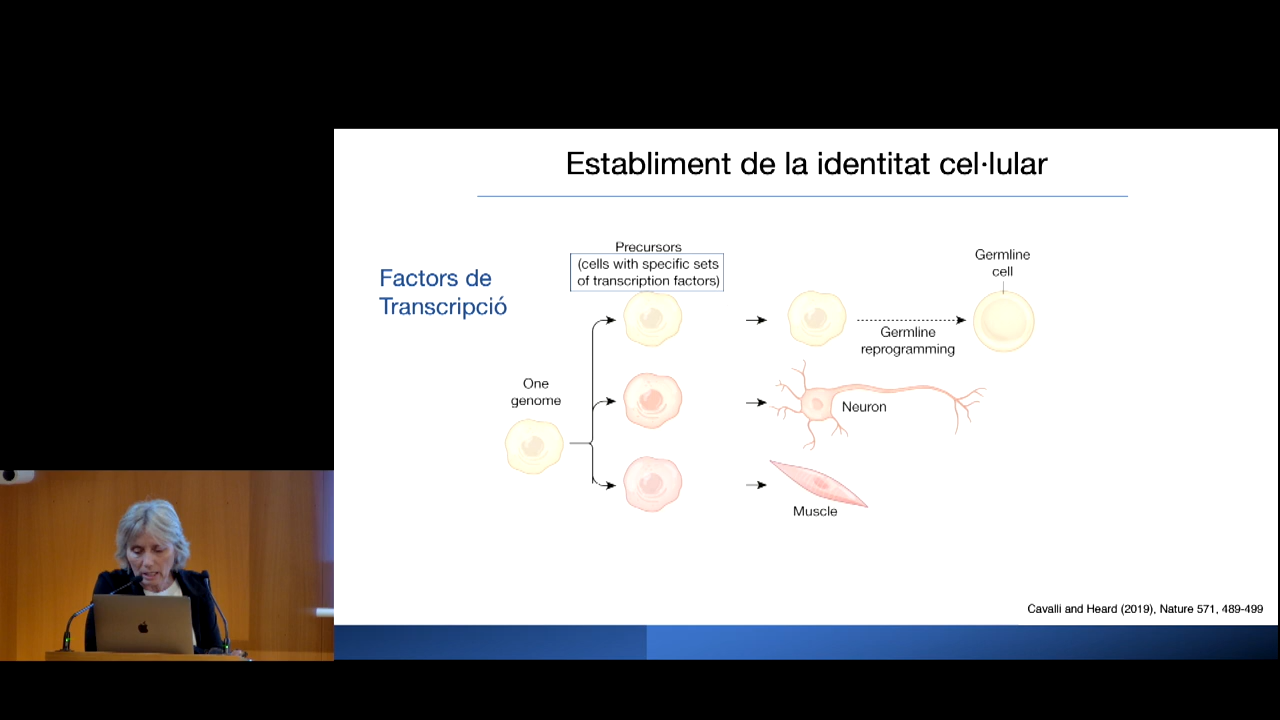 Establiment de la identitat cel·lular
Factors de
Transcripció
Precursors
(cells with specific sets
of transcription factors)
One
genome
Germline
cell
Germline
reprogramming
Neuron
Muscle
Cavalli and Heard (2019), Nature 571, 489-499